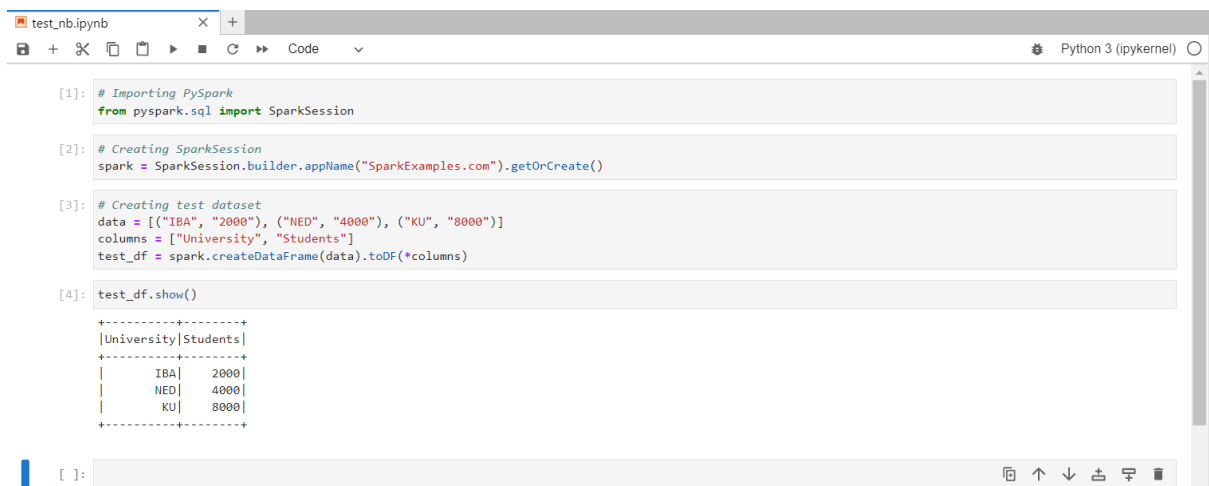 test_nb.ipynb
Code
Python 3 (ipykernel)
[1]: # Importing PySpark
from pyspark.sql import SparkSession
[2]: # Creating SparkSession
spark = SparkSession.builder.appName("SparkExamples.com").getOrCreate()
[3]: # Creating test dataset
data = [("IBA", "2000"), ("NED", "4000"), ("KU", "8000")]
columns = ["University", "Students"]
test_df = spark.createDataFrame(data).toDF(*columns)
[4]: test_df.show()
+----------+--------+
|University|Students|
+----------+--------+
|       IBA|    2000|
|       NED|    4000|
|        KU|    8000|
+----------+--------+
[ ]: